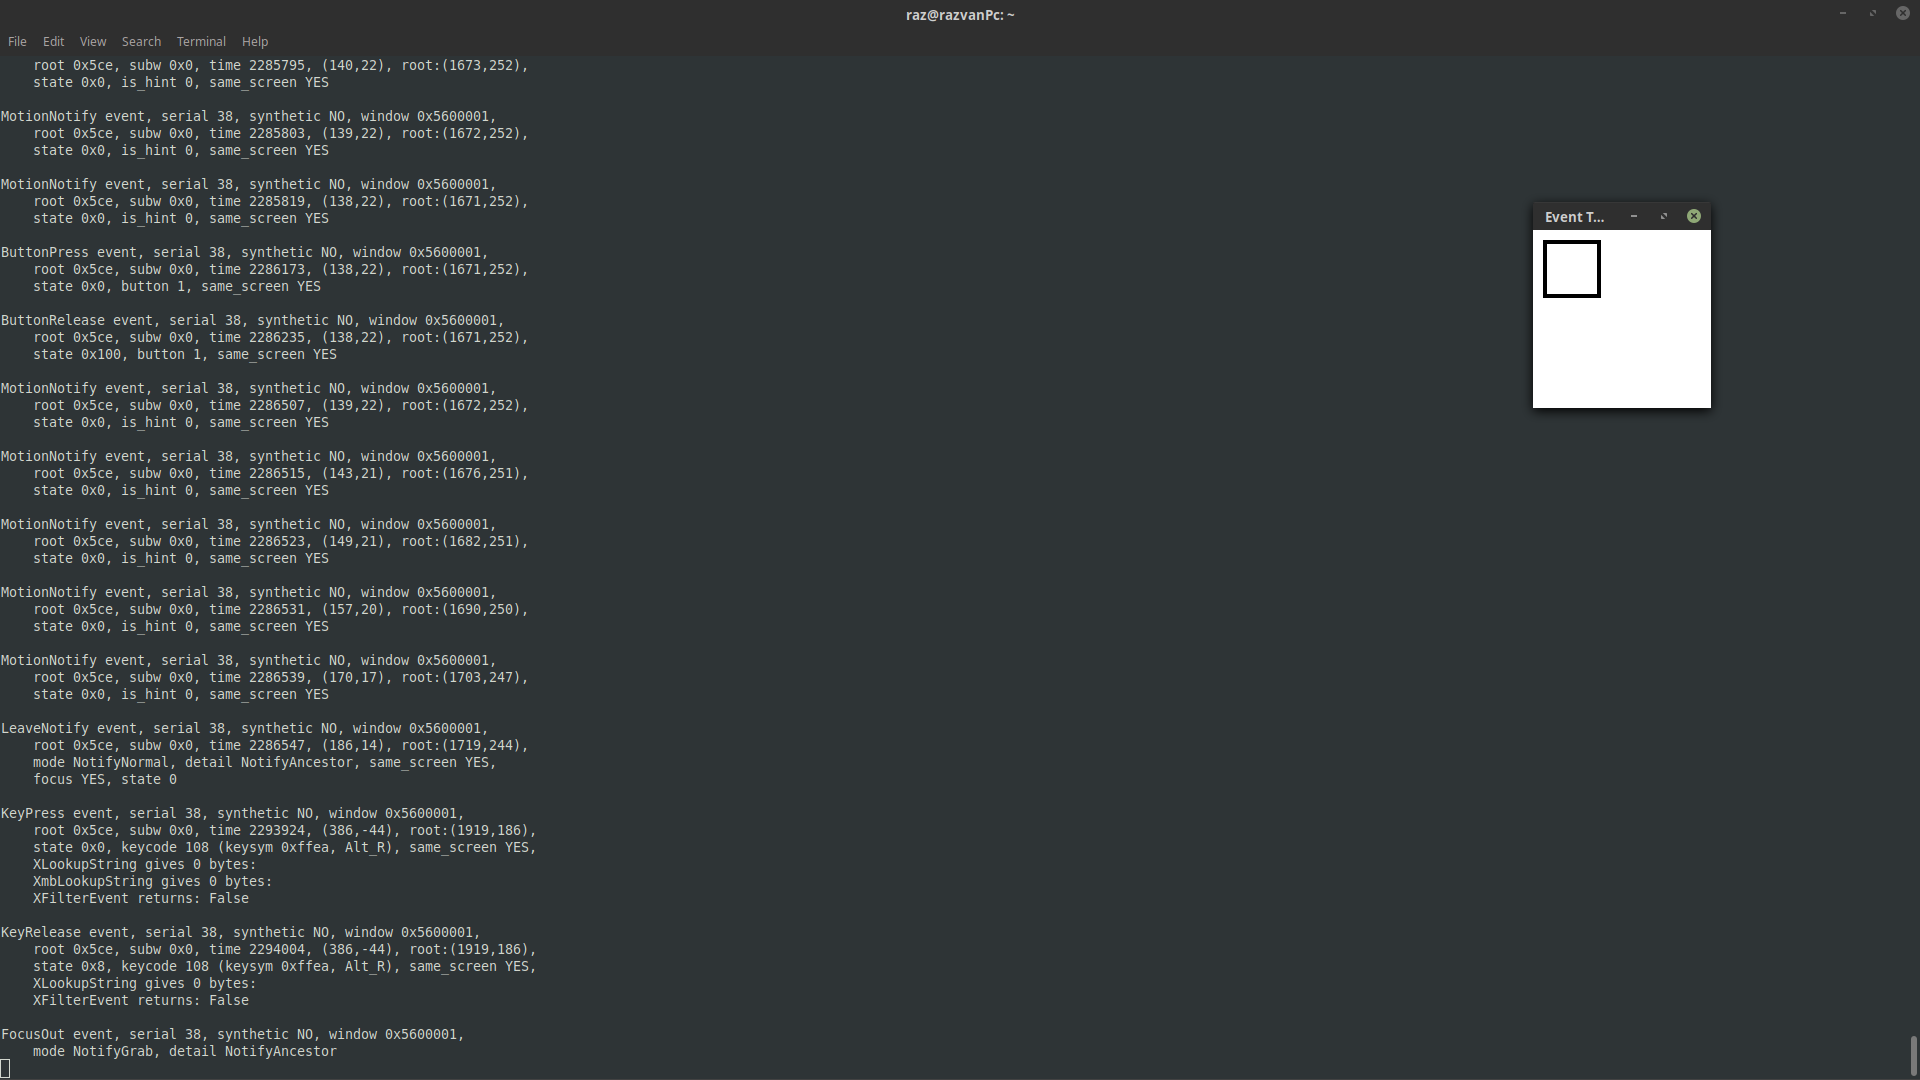 raz@razvanPc: ~
File Edit View Search Terminal Help
root 0x5ce, subw 0x0, time 2285795, (140,22), root:(1673,252),
state 0x0, is_hint 0, same_screen YES
MotionNotify event, serial 38, synthetic NO, window 0x5600001,
root 0x5ce, subw 0x0, time 2285803, (139,22), root:(1672,252),
state 0x0, is_hint 0, same_screen YES
MotionNotify event, serial 38, synthetic NO, window 0x5600001,
root 0x5ce, subw 0x0, time 2285819, (138,22), root:(1671,252),
state 0x0, is_hint 0, same_screen YES
ButtonPress event, serial 38, synthetic NO, window 0x5600001,
root 0x5ce, subw 0x0, time 2286173, (138,22), root:(1671,252),
state 0x0, button 1, same_screen YES
ButtonRelease event, serial 38, synthetic NO, window 0x5600001,
root 0x5ce, subw 0x0, time 2286235, (138,22), root:(1671,252),
state 0x100, button 1, same_screen YES
MotionNotify event, serial 38, synthetic NO, window 0x5600001,
root 0x5ce, subw 0x0, time 2286507, (139,22), root:(1672,252),
state 0x0, is_hint 0, same_screen YES
MotionNotify event, serial 38, synthetic NO, window 0x5600001,
root 0x5ce, subw 0x0, time 2286515, (143,21), root:(1676,251),
state 0x0, is_hint 0, same_screen YES
MotionNotify event, serial 38, synthetic NO, window 0x5600001,
root 0x5ce, subw 0x0, time 2286523, (149,21), root:(1682,251),
state 0x0, is_hint 0, same_screen YES
MotionNotify event, serial 38, synthetic NO, window 0x5600001,
root 0x5ce, subw 0x0, time 2286531, (157,20), root:(1690,250),
state 0x0, is_hint 0, same_screen YES
MotionNotify event, serial 38, synthetic NO, window 0x5600001,
root 0x5ce, subw 0x0, time 2286539, (170,17), root:(1703,247),
state 0x0, is_hint 0, same_screen YES
LeaveNotify event, serial 38, synthetic NO, window 0x5600001,
root 0x5ce, subw 0x0, time 2286547, (186,14), root:(1719,244),
mode NotifyNormal, detail NotifyAncestor, same_screen YES,
focus YES, state 0
KeyPress event, serial 38, synthetic NO, window 0x5600001,
root 0x5ce, subw 0x0, time 2293924, (386,-44), root:(1919,186),
state 0x0, keycode 108 (keysym 0xffea, Alt_R), same_screen YES,
XLookupString gives 0 bytes:
XmbLookupString gives 0 bytes:
XFilterEvent returns: False
KeyRelease event, serial 38, synthetic NO, window 0x5600001,
root 0x5ce, subw 0x0, time 2294004, (386,-44), root:(1919,186),
state 0x8, keycode 108 (keysym 0xffea, Alt_R), same_screen YES,
XLookupString gives 0 bytes:
XFilterEvent returns: False
FocusOut event, serial 38, synthetic NO, window 0x5600001,
mode NotifyGrab, detail NotifyAncestor
Event T...